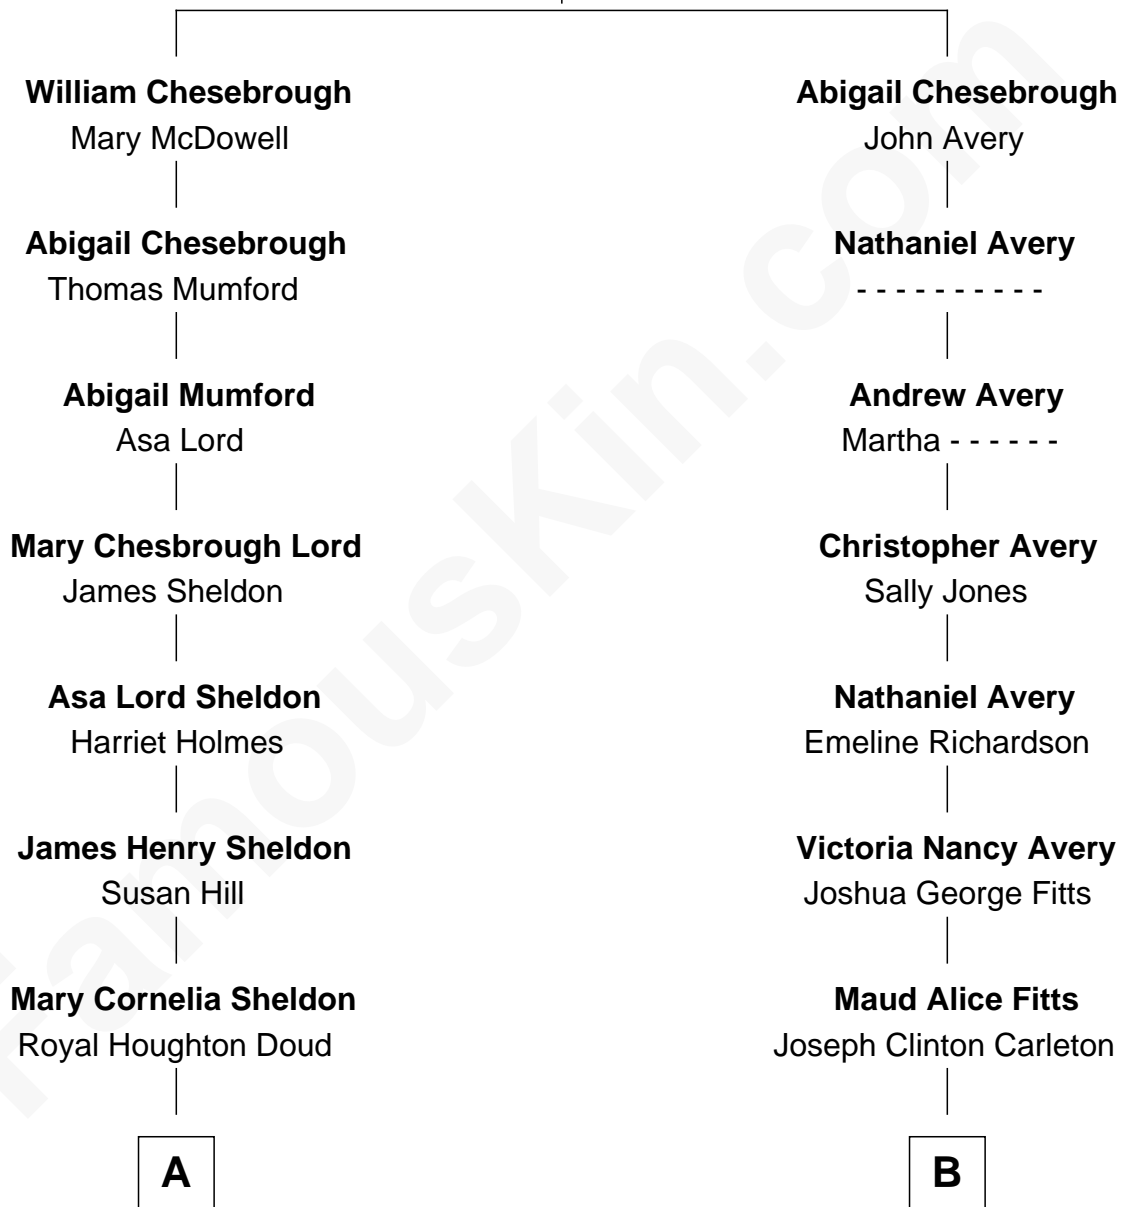 William Chesebrough
Mary McDowell
Abigail Chesebrough
Thomas Mumford
Abigail Mumford
Asa Lord
Mary Chesbrough Lord
James Sheldon
Asa Lord Sheldon
Harriet Holmes
James Henry Sheldon
Susan Hill
Mary Cornelia Sheldon
Royal Houghton Doud
A
Abigail Chesebrough
John Avery
Nathaniel Avery
- - - - - - - - - -
Andrew Avery
Martha - - - - - -
Christopher Avery
Sally Jones
Nathaniel Avery
Emeline Richardson
Victoria Nancy Avery
Joshua George Fitts
Maud Alice Fitts
Joseph Clinton Carleton
B
FamousKin.com